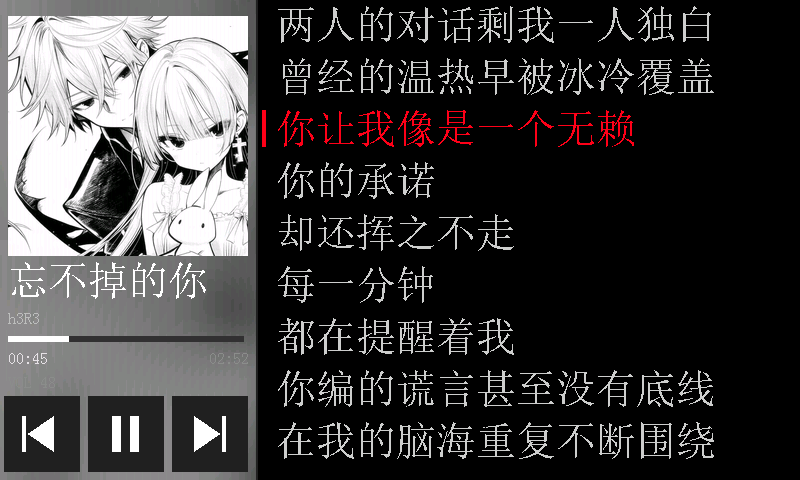 忘不掉的你
h3R3
00:45
02:52
两人的对话剩我一人独白
曾经的温热早被冰冷覆盖
你让我像是一个无赖
你的承诺
却还挥之不走
每一分钟
都在提醒着我
你编的谎言甚至没有底线
在我的脑海重复不断围绕